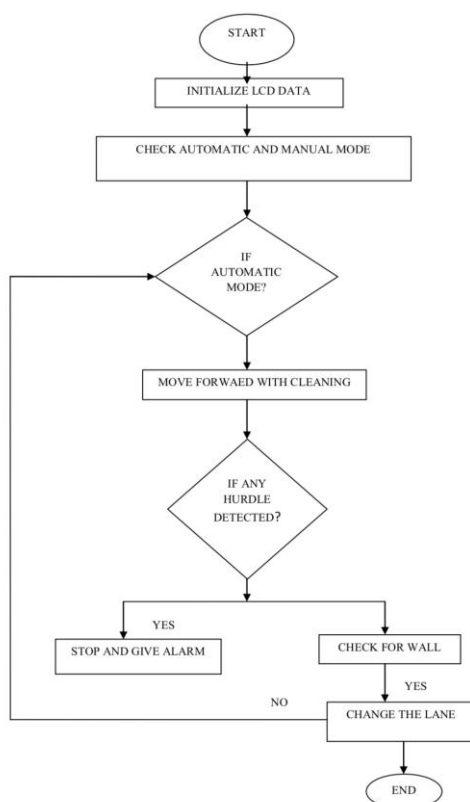 START
INITIALIZE LCD DATA
CHECK AUTOMATIC AND MANUAL MODE
IF
AUTOMATIC
MODE?
MOVE FORWAED WITH CLEANING
IF ANY
HURDLE
DETECTED?
YES
STOP AND GIVE ALARM
CHECK FOR WALL
YES
NO
CHANGE THE LANE
END